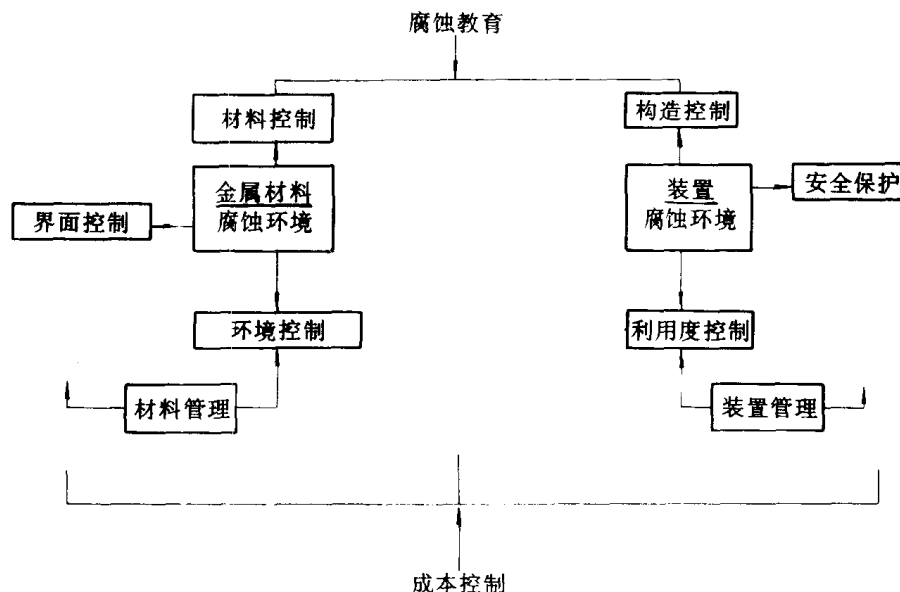 腐蚀教育
材料控制
构造控制
金属材料
腐蚀环境
装置
腐蚀环境
安全保护
界面控制
环境控制
利用度控制
材料管理
装置管理
成本控制